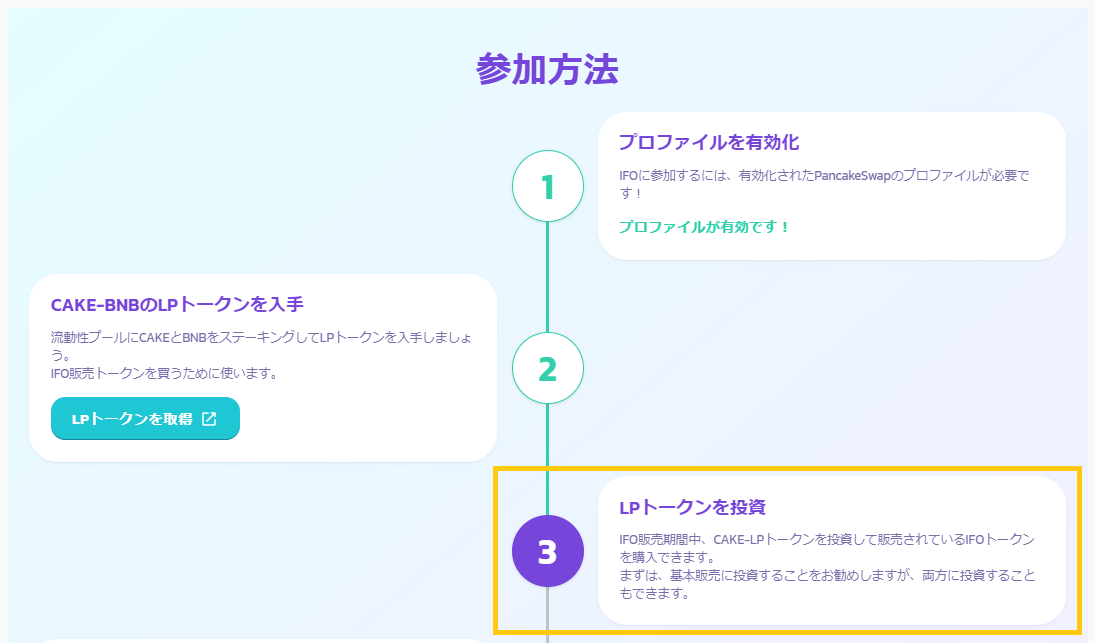 参加方法
1
プロファイルを有効化
IFOに参加するには、有効化されたPancakeSwapのプロファイルが必要で
す！
プロファイルが有効です！
CAKE-BNBのLPトークンを入手
流動性プールにCAKEとBNBをステーキングしてLPトークンを入手しましょ
う。
IFO販売トークンを買うために使います。
LPトークンを取得
2
3
LPトークンを投資
IFO販売期間中、CAKE-LPトークンを投資して販売されているIFOトークン
を購入できます。
まずは、基本販売に投資することをお勧めしますが、両方に投資すること
もできます。